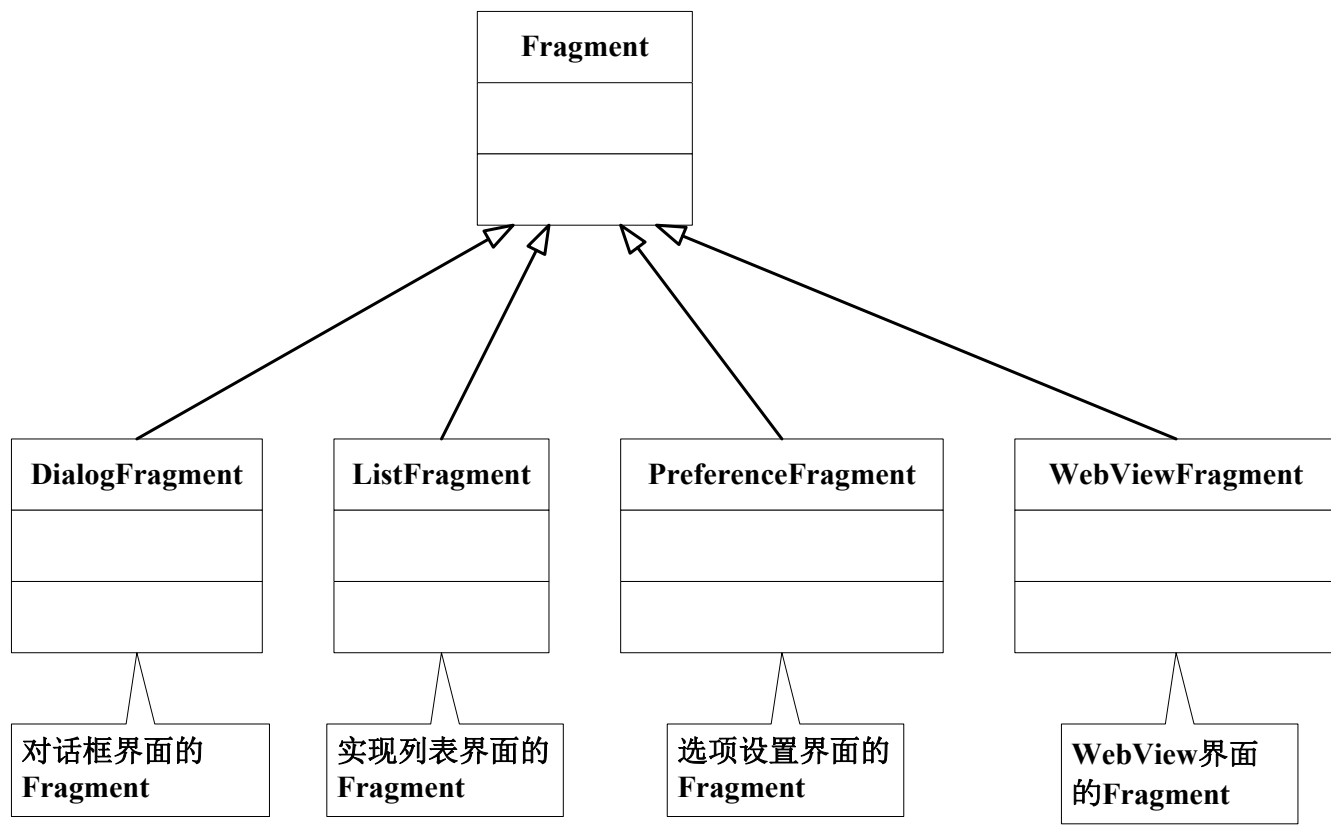 Fragment
DialogFragment
ListFragment
PreferenceFragment
WebViewFragment
对话框界面的
Fragment
实现列表界面的
Fragment
选项设置界面的
Fragment
WebView界面
的Fragment